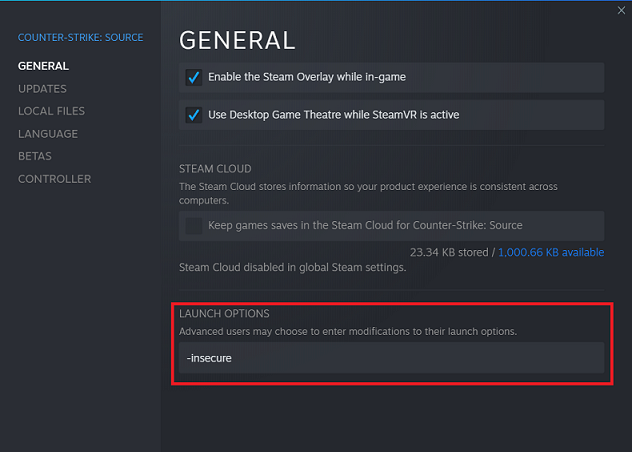 COUNTER-STRIKE: SOURCE
GENERAL
UPDATES
LOCAL FILES
LANGUAGE
BETAS
CONTROLLER
GENERAL
Enable the Steam Overlay while in-game
Use Desktop Game Theatre while SteamVR is active
STEAM CLOUD
The Steam Cloud stores information so your product experience is consistent across
computers.
Keep games saves in the Steam Cloud for Counter-Strike: Source
23.34 KB stored / 1,000.66 KB available
Steam Cloud disabled in global Steam settings.
LAUNCH OPTIONS
Advanced users may choose to enter modifications to their launch options.
-insecure